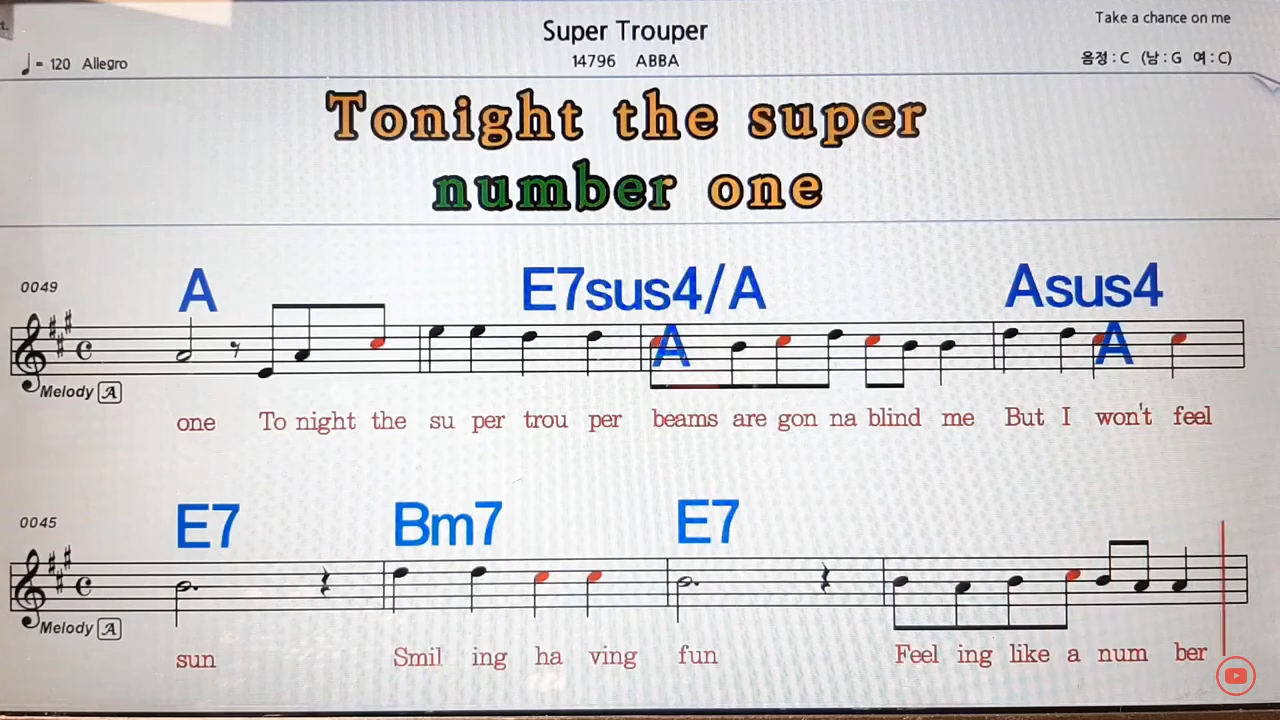 t.
Super Trouper
Take a chance on me
= 120 Allegro
14796 ABBA
음정 : C (남 : G 여 : C)
Tonight the super
number one
0049
A E7sus4/A Asus4
A A
Melody A
one To night the su per trou per beams are gon na blind me But I won't feel
0045
E7 Bm7 E7
Melody A
sun Smil ing ha ving fun Feel ing like a num ber